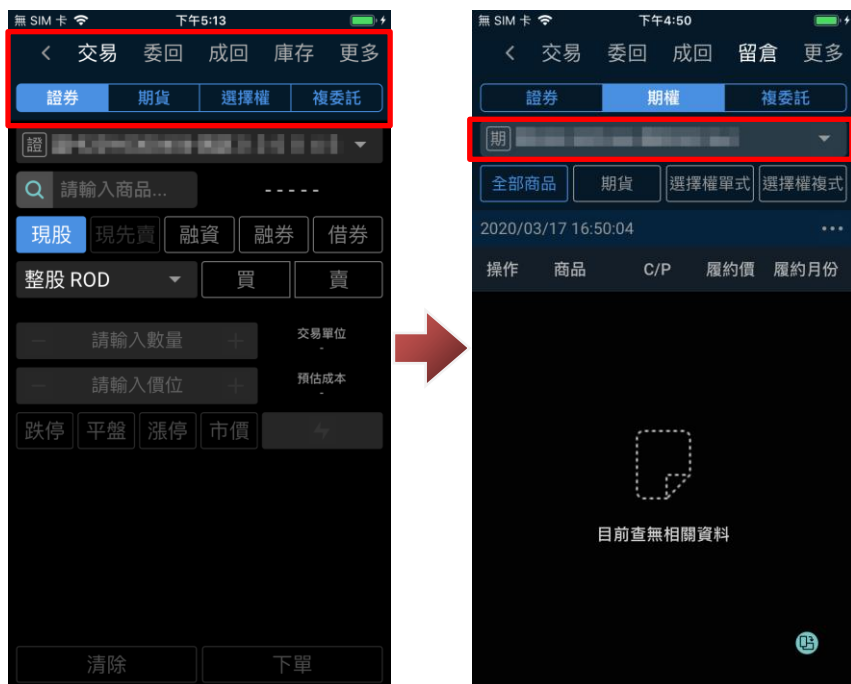 無 SIM 卡 下午5:13
交易 委回 成回 庫存 更多
證券 期貨 選擇權 複委託
證
請輸入商品... - - - - -
現股 現先賣 融資 融券 借券
整股 ROD 買 賣
請輸入數量 交易單位
-
請輸入價位 預估成本
-
跌停 平盤 漲停 市價
清除 下單
無 SIM 卡 下午4:50
交易 委回 成回 留倉 更多
證券 期權 複委託
期
全部商品 期貨 選擇權單式 選擇權複式
2020/03/17 16:50:04
操作 商品 C/P 履約價 履約月份
目前查無相關資料